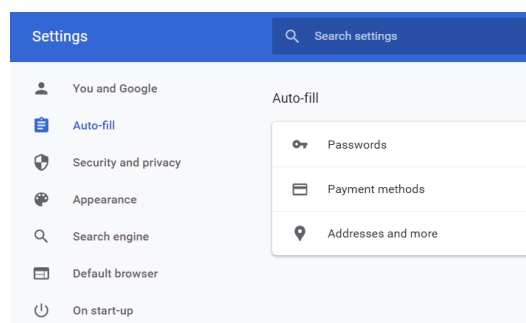 Settings
Search settings
You and Google
Auto-fill
Security and privacy
Appearance
Search engine
Default browser
On start-up
Auto-fill
Passwords
Payment methods
Addresses and more